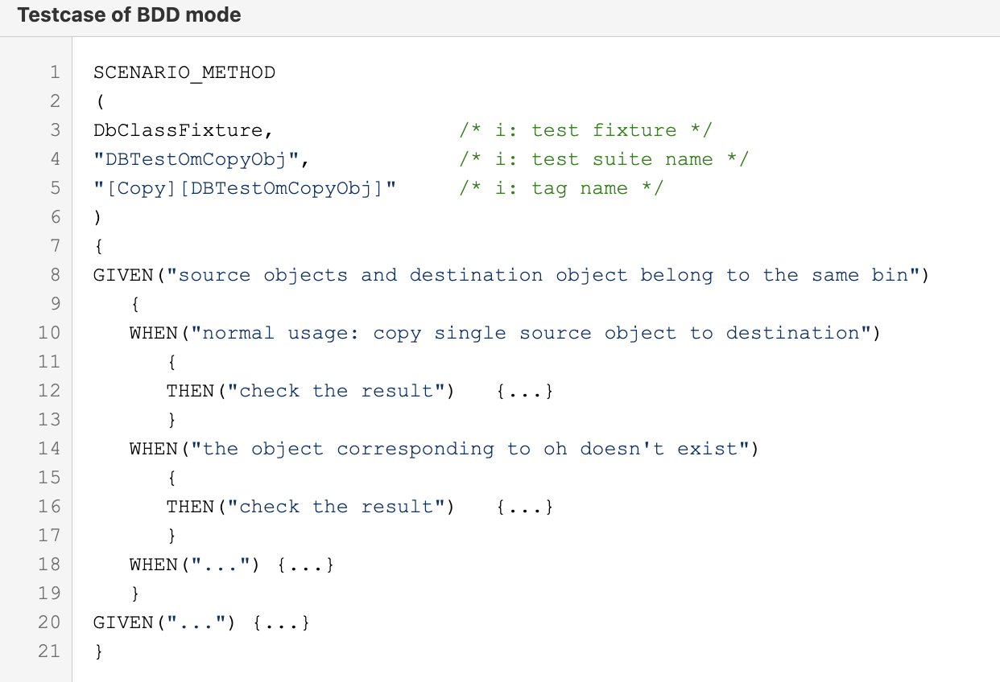 Testcase of BDD mode
1 SCENARIO_METHOD
2 (
3 DbClassFixture, /* i: test fixture */
4 "DBTestOmCopyObj", /* i: test suite name */
5 "[Copy][DBTestOmCopyObj]" /* i: tag name */
6 )
7 {
8 GIVEN("source objects and destination object belong to the same bin")
9 {
10 WHEN("normal usage: copy single source object to destination")
11 {
12 THEN("check the result") {...}
13 }
14 WHEN("the object corresponding to oh doesn't exist")
15 {
16 THEN("check the result") {...}
17 }
18 WHEN("...") {...}
19 }
20 GIVEN("...") {...}
21 }